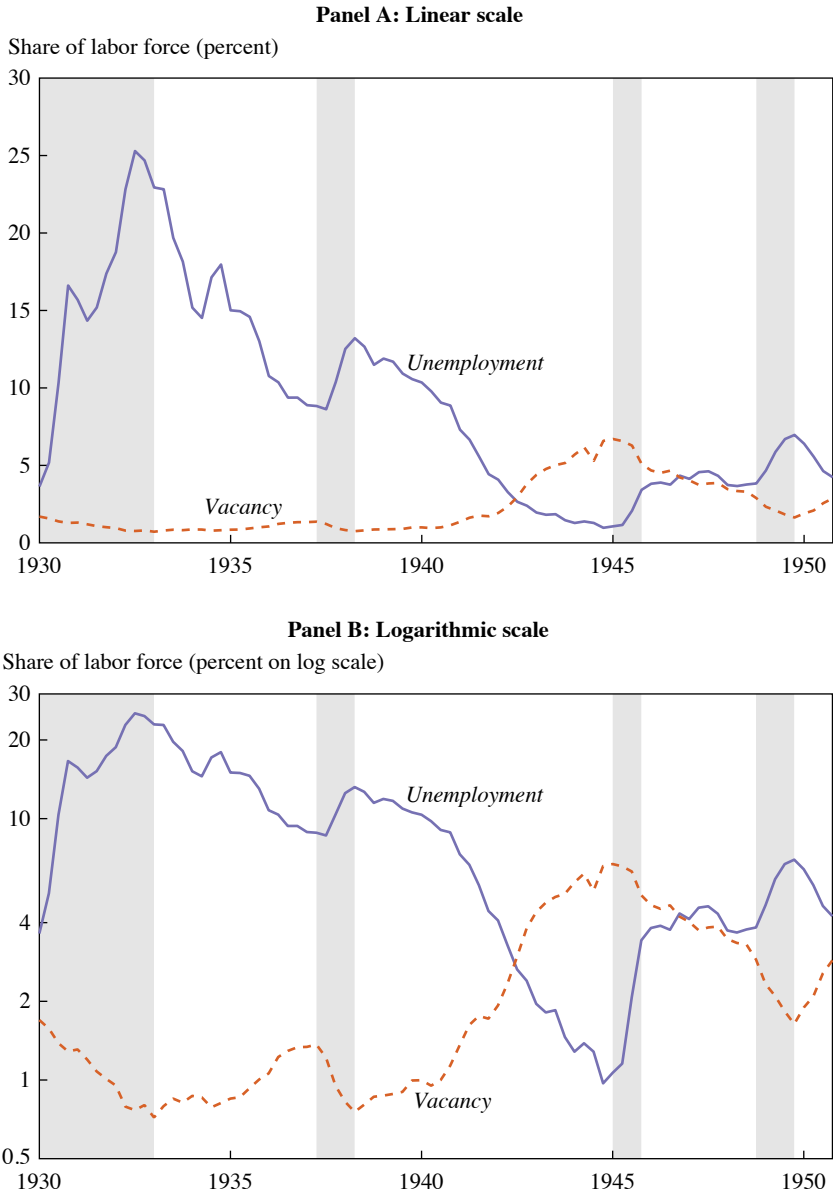 Panel A: Linear scale
Share of labor force (percent)
30
25
20
15
10
5
0
Unemployment
Vacancy
1930 1935 1940 1945 1950
Panel B: Logarithmic scale
Share of labor force (percent on log scale)
30
20
10
4
2
1
0.5
Unemployment
Vacancy
1930 1935 1940 1945 1950